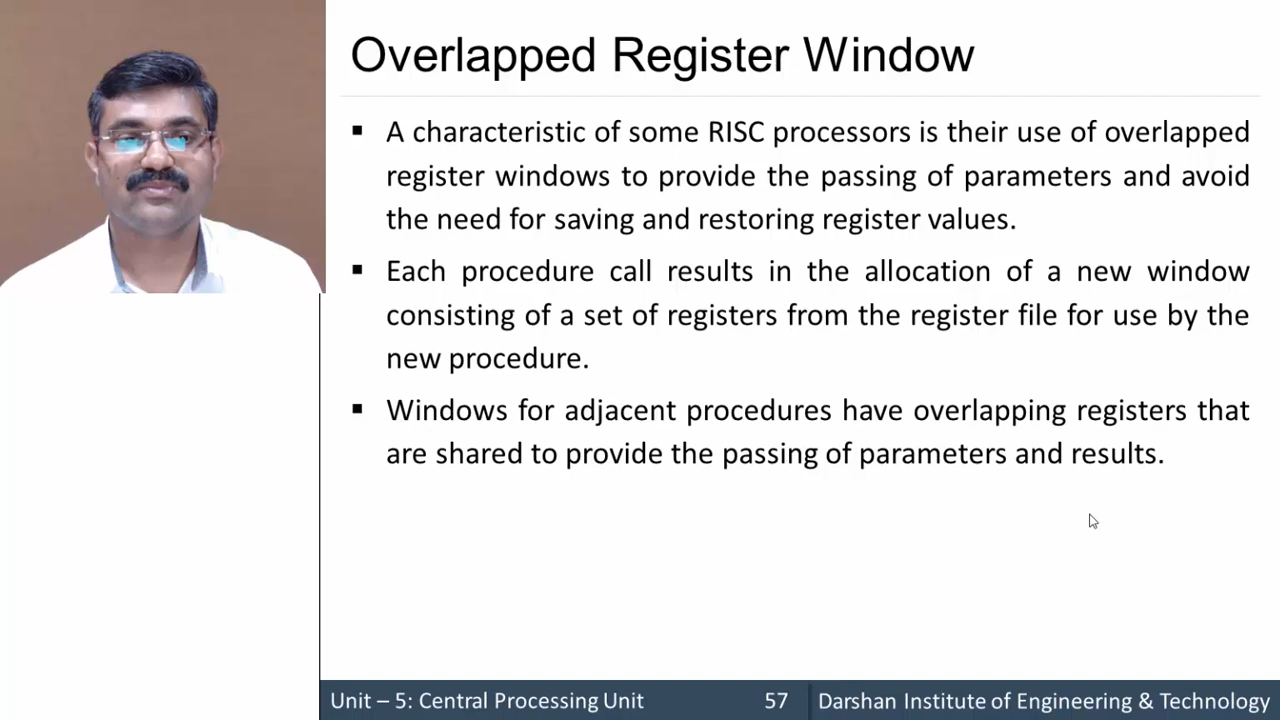 Overlapped Register Window
▪ A characteristic of some RISC processors is their use of overlapped
register windows to provide the passing of parameters and avoid
the need for saving and restoring register values.
▪ Each procedure call results in the allocation of a new window
consisting of a set of registers from the register file for use by the
new procedure.
▪ Windows for adjacent procedures have overlapping registers that
are shared to provide the passing of parameters and results.
Unit – 5: Central Processing Unit 57 Darshan Institute of Engineering & Technology